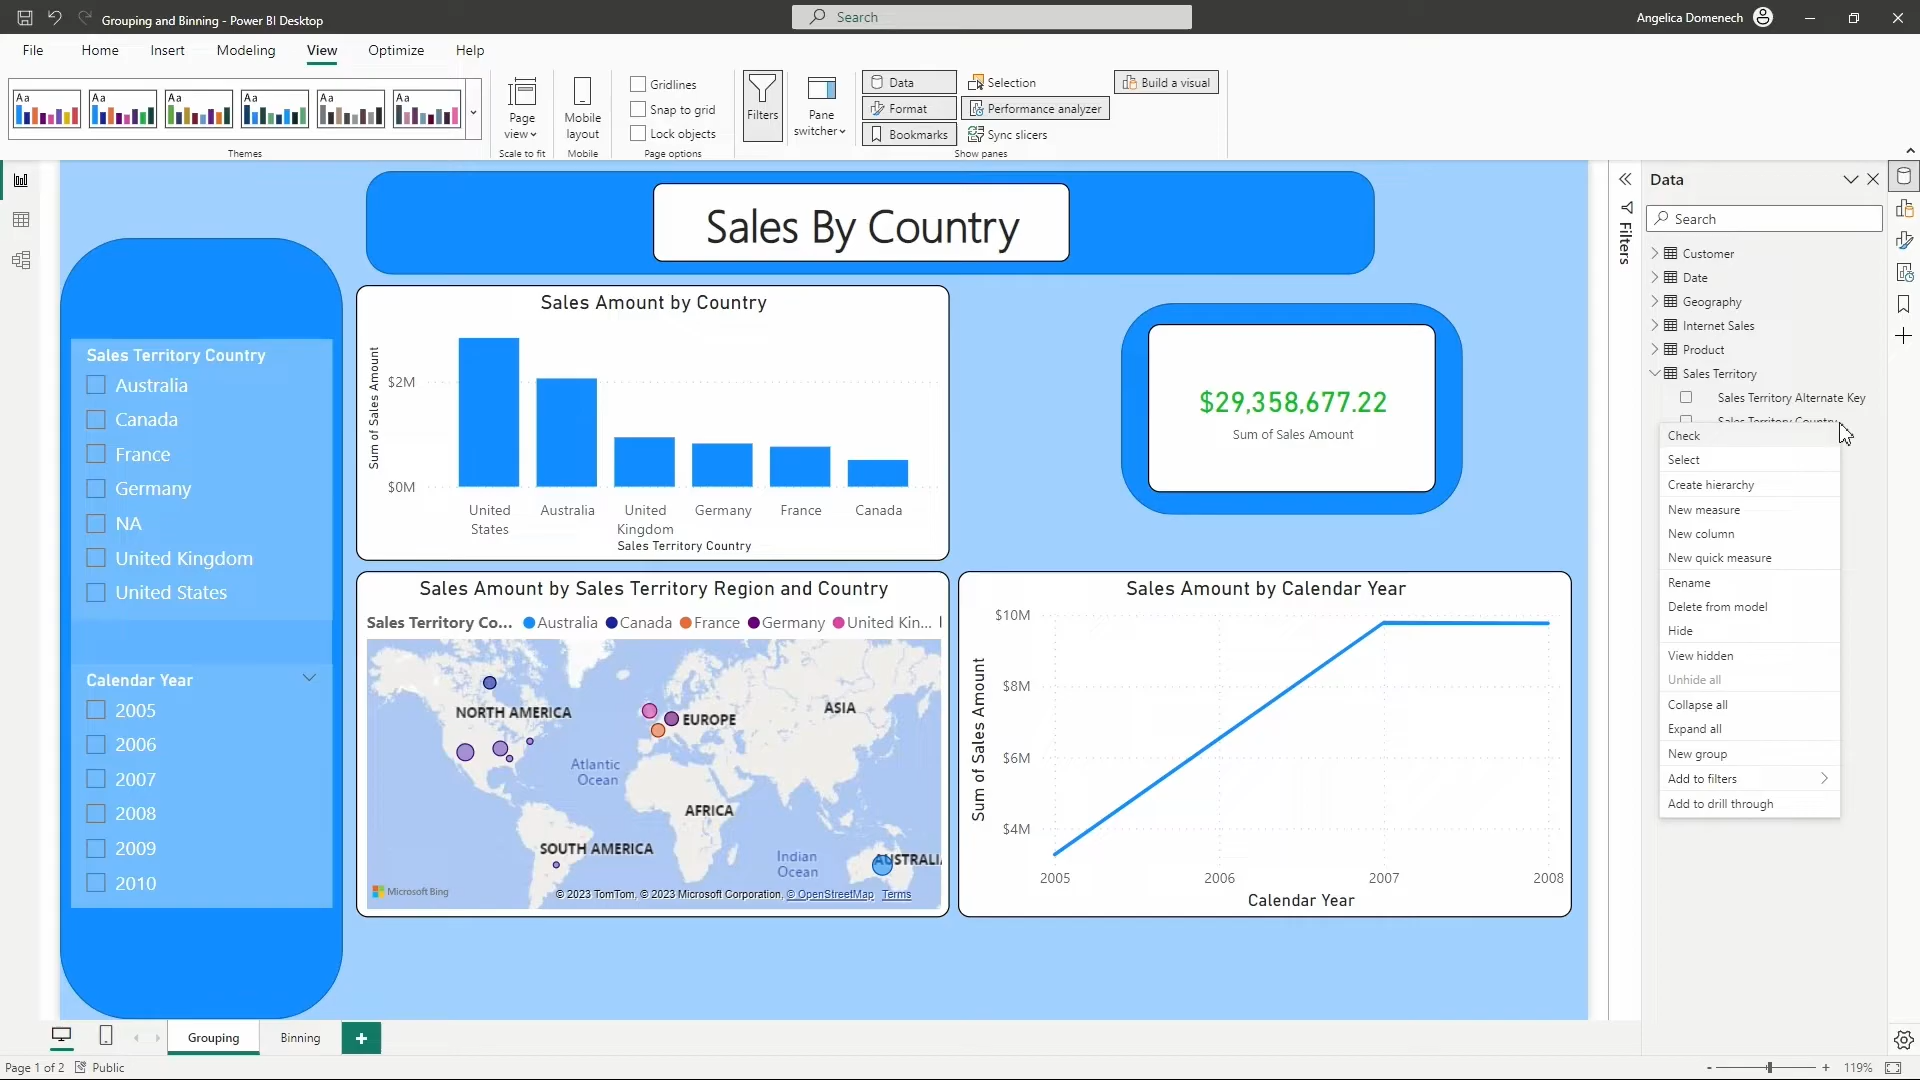 Grouping and Binning - Power BI Desktop
Search
Angelica Domenech
File
Home
Insert
Modeling
View
Optimize
Help
Aa
Aa
Aa
Aa
Aa
Aa
Themes
Page
view
Scale to fit
Mobile
layout
Mobile
Gridlines
Snap to grid
Lock objects
Page options
Filters
Pane
switcher
Data
Format
Bookmarks
Selection
Performance analyzer
Sync slicers
Build a visual
Show panes
Sales By Country
Sales Territory Country
Australia
Canada
France
Germany
NA
United Kingdom
United States
Calendar Year
2005
2006
2007
2008
2009
2010
Sales Amount by Country
Sum of Sales Amount
$2M
$0M
United
States
Australia
United
Kingdom
Germany
France
Canada
Sales Territory Country
$29,358,677.22
Sum of Sales Amount
Sales Amount by Sales Territory Region and Country
Sales Territory Co... Australia Canada France Germany United Kin...
NORTH AMERICA
EUROPE
ASIA
Atlantic
Ocean
AFRICA
SOUTH AMERICA
Indian
Ocean
AUSTRALI
Microsoft Bing
© 2023 TomTom, © 2023 Microsoft Corporation, © OpenStreetMap Terms
Sales Amount by Calendar Year
Sum of Sales Amount
$10M
$8M
$6M
$4M
2005
2006
2007
2008
Calendar Year
Filters
Data
Search
Customer
Date
Geography
Internet Sales
Product
Sales Territory
Sales Territory Alternate Key
Sales Territory Country
Check
Select
Create hierarchy
New measure
New column
New quick measure
Rename
Delete from model
Hide
View hidden
Unhide all
Collapse all
Expand all
New group
Add to filters
Add to drill through
Grouping
Binning
Page 1 of 2
Public
- + 119%